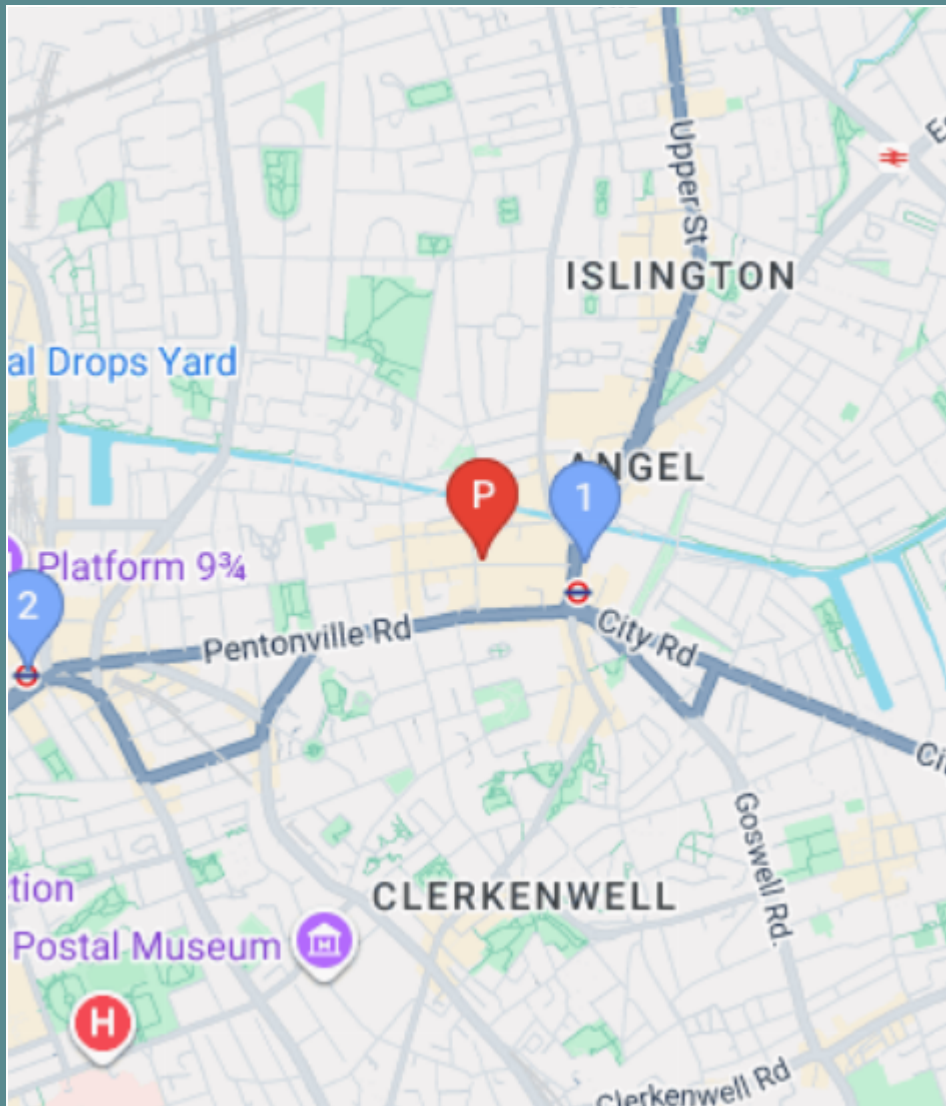 Upper St
E
ISLINGTON
al Drops Yard
ANGEL
P
1
Platform 9¾
2
Pentonville Rd
City Rd
Ci
Goswell Rd.
tion
CLERKENWELL
Postal Museum
H
Clerkenwell Rd